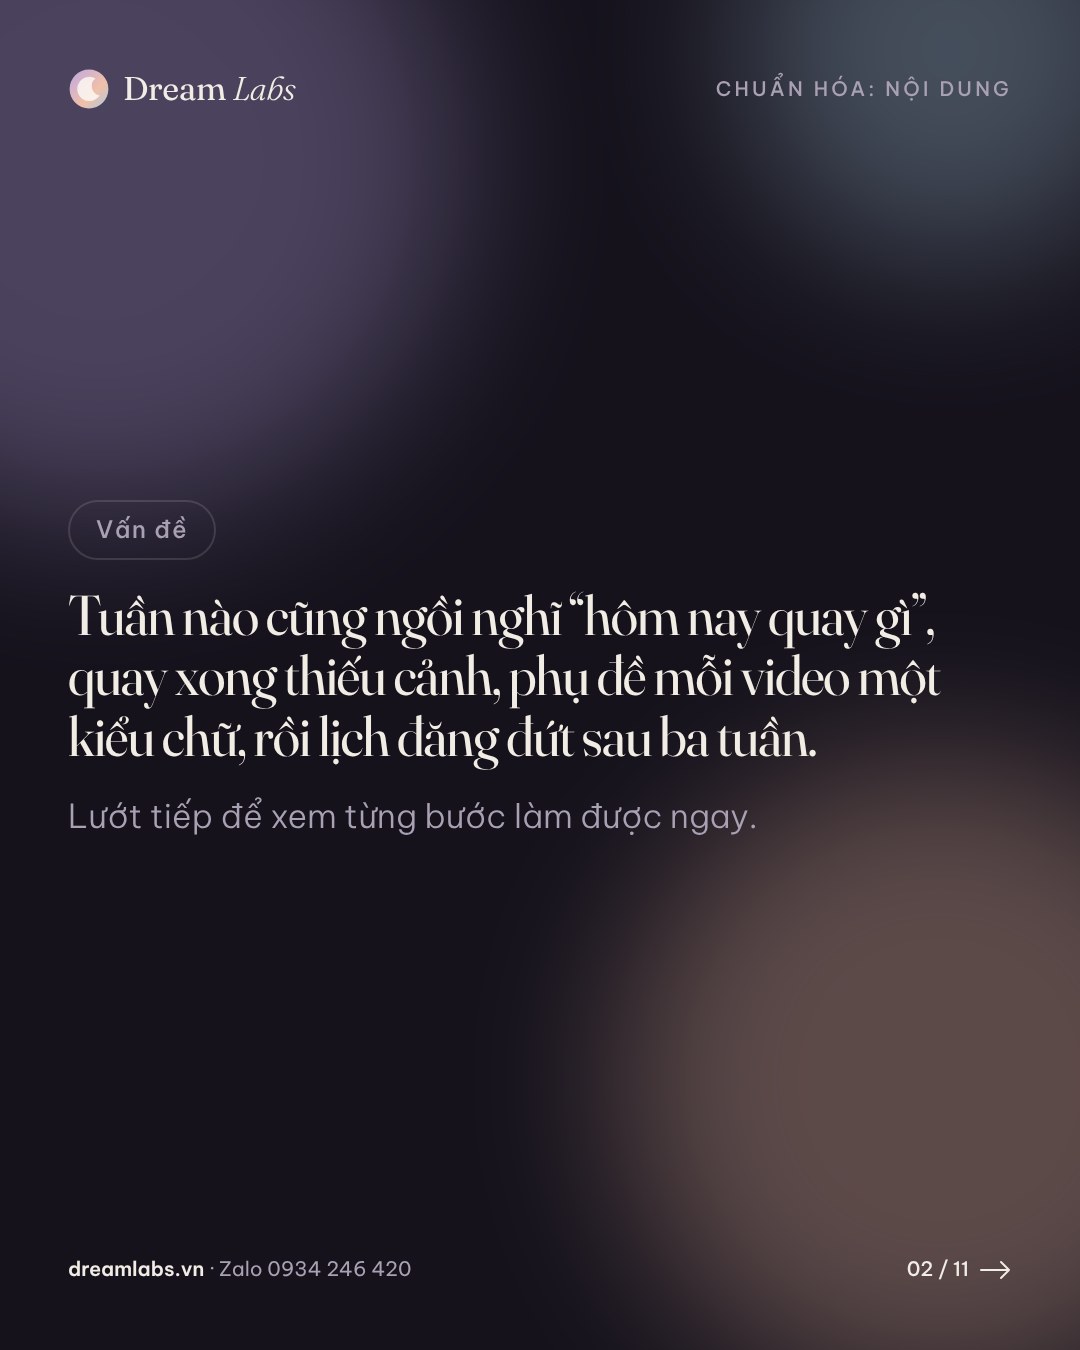 Dream Labs
CHUẨN HÓA: NỘI DUNG
Vấn đề
Tuần nào cũng ngồi nghĩ “hôm nay quay gì”,
quay xong thiếu cảnh, phụ đề mỗi video một
kiểu chữ, rồi lịch đăng đứt sau ba tuần.
Lướt tiếp để xem từng bước làm được ngay.
dreamlabs.vn · Zalo 0934 246 420
02 / 11 →